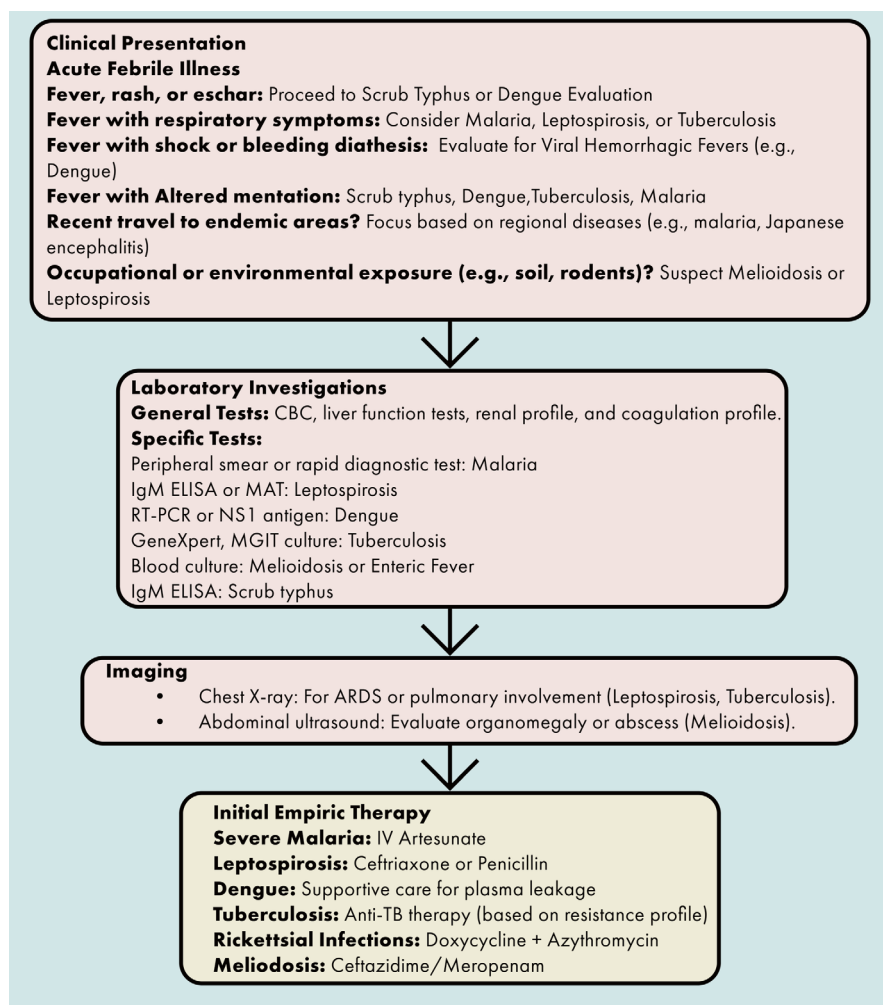 Clinical Presentation
Acute Febrile Illness
Fever, rash, or eschar: Proceed to Scrub Typhus or Dengue Evaluation
Fever with respiratory symptoms: Consider Malaria, Leptospirosis, or Tuberculosis
Fever with shock or bleeding diathesis: Evaluate for Viral Hemorrhagic Fevers (e.g.,
Dengue)
Fever with Altered mentation: Scrub typhus, Dengue,Tuberculosis, Malaria
Recent travel to endemic areas? Focus based on regional diseases (e.g., malaria, Japanese
encephalitis)
Occupational or environmental exposure (e.g., soil, rodents)? Suspect Melioidosis or
Leptospirosis
Laboratory Investigations
General Tests: CBC, liver function tests, renal profile, and coagulation profile.
Specific Tests:
Peripheral smear or rapid diagnostic test: Malaria
IgM ELISA or MAT: Leptospirosis
RT-PCR or NS1 antigen: Dengue
GeneXpert, MGIT culture: Tuberculosis
Blood culture: Melioidosis or Enteric Fever
IgM ELISA: Scrub typhus
Imaging
• Chest X-ray: For ARDS or pulmonary involvement (Leptospirosis, Tuberculosis).
• Abdominal ultrasound: Evaluate organomegaly or abscess (Melioidosis).
Initial Empiric Therapy
Severe Malaria: IV Artesunate
Leptospirosis: Ceftriaxone or Penicillin
Dengue: Supportive care for plasma leakage
Tuberculosis: Anti-TB therapy (based on resistance profile)
Rickettsial Infections: Doxycycline + Azythromycin
Meliodosis: Ceftazidime/Meropenam